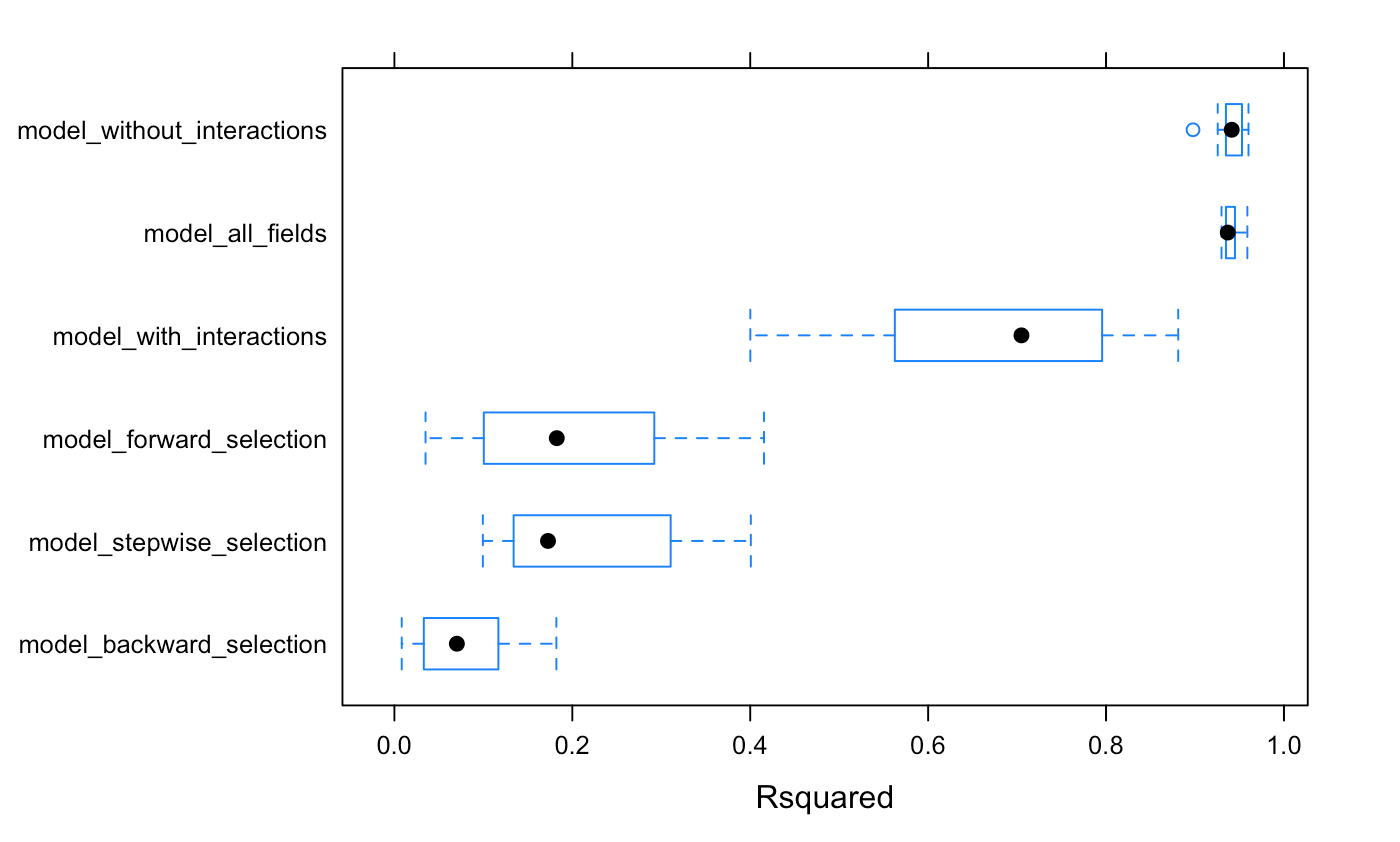 model_without_interactions
model_all_fields
model_with_interactions
model_forward_selection
model_stepwise_selection
model_backward_selection
0.0 0.2 0.4 0.6 0.8 1.0
Rsquared